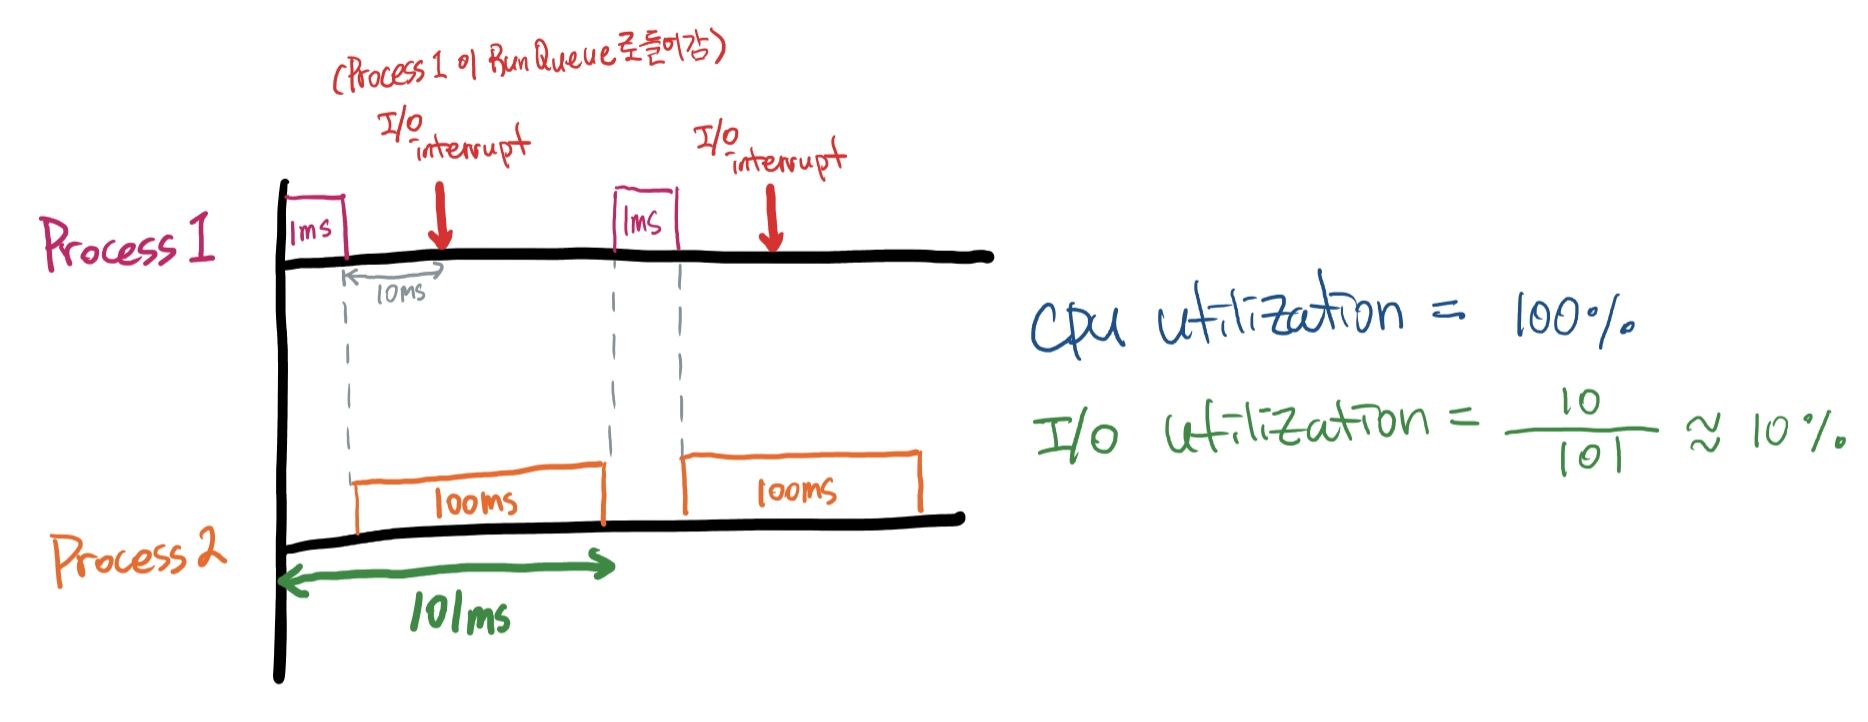 (Process 1 이 Run Queue로 들어감)
I/O
interrupt
I/O
interrupt
Process 1
1ms
1ms
10ms
Cpu utilization = 100%
I/O utilization = 10/101 ≈ 10%
100ms
100ms
Process 2
101ms